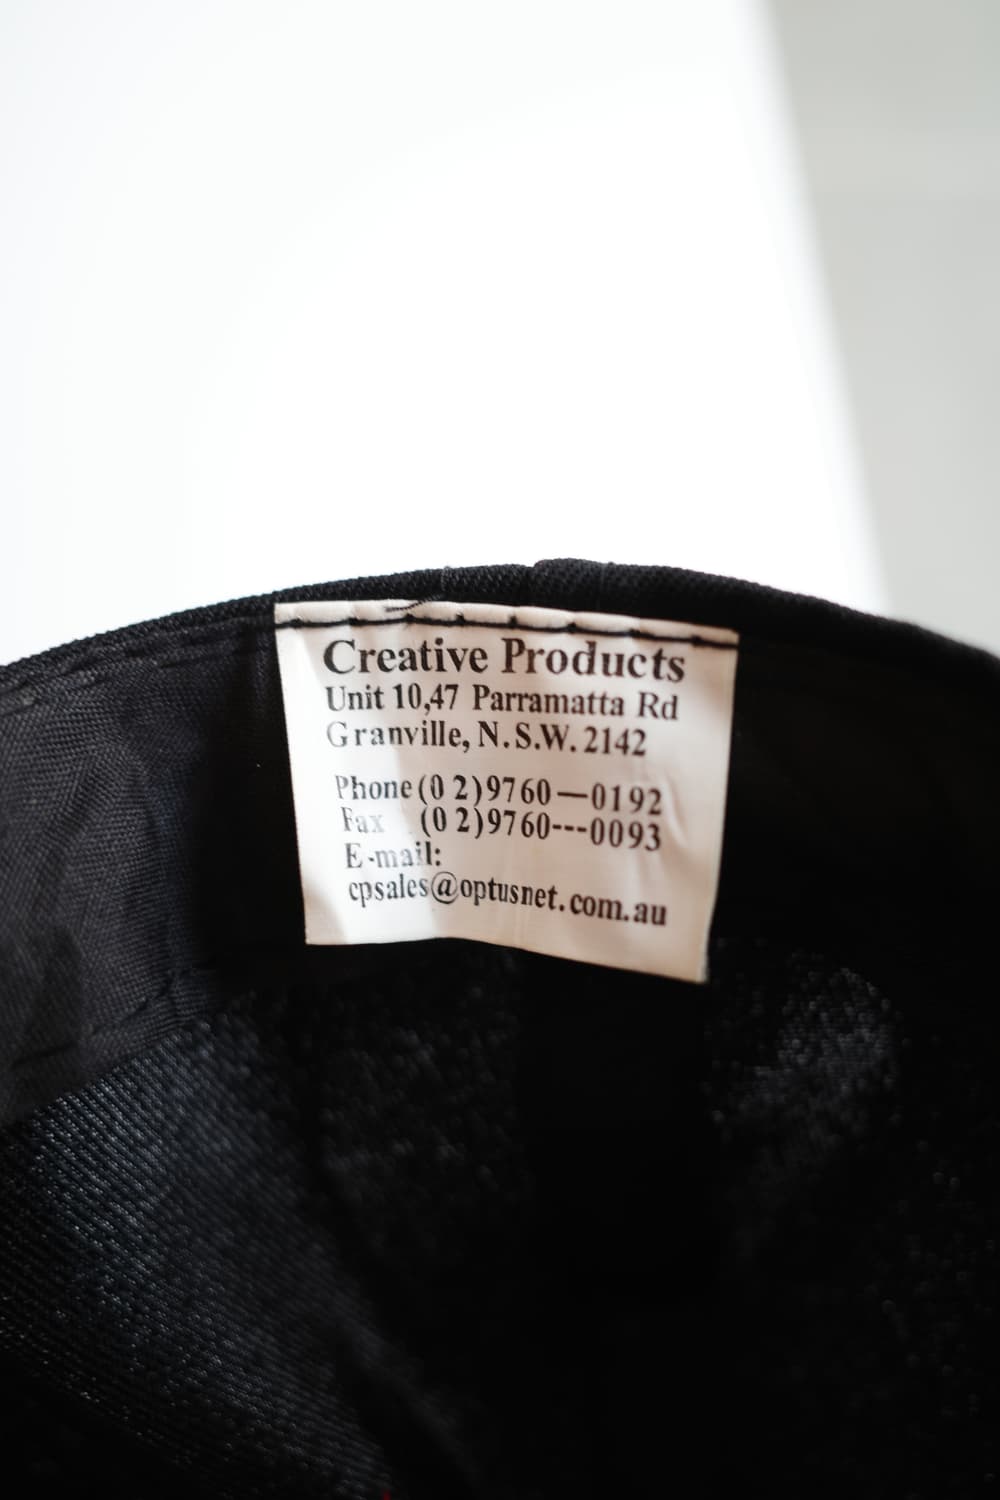 Creative Products
Unit 10,47 Parramatta Rd
Granville, N.S.W. 2142
Phone (0 2)9760—0192
Fax (0 2)9760---0093
E-mail:
cpsales@optusnet.com.au